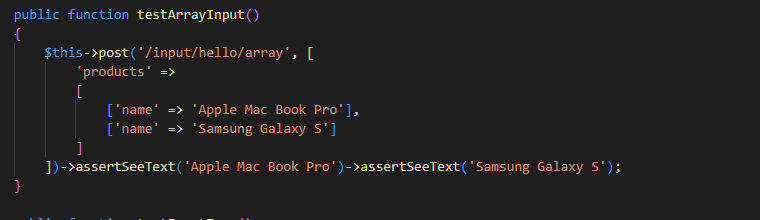 public function testArrayInput()
{
    $this->post('/input/hello/array', [
        'products' =>
        [
            ['name' => 'Apple Mac Book Pro'],
            ['name' => 'Samsung Galaxy S']
        ]
    ])->assertSeeText('Apple Mac Book Pro')->assertSeeText('Samsung Galaxy S');
}